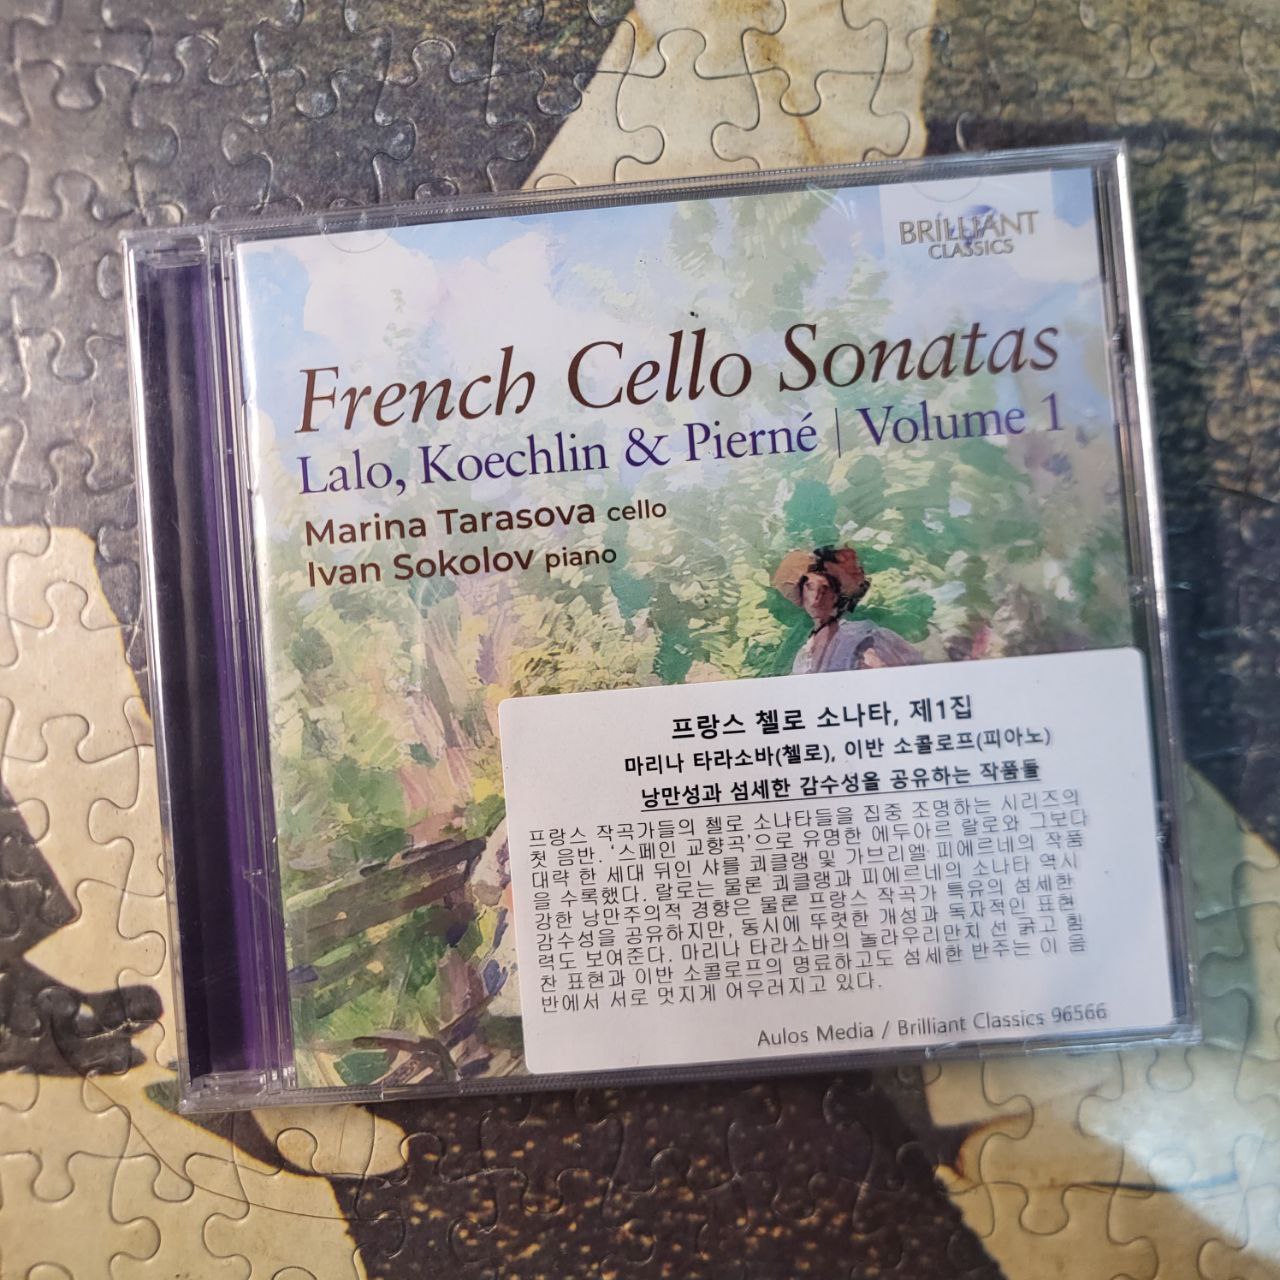 BRILLIANT
CLASSICS
French Cello Sonatas
Lalo, Koechlin & Pierné | Volume 1
Marina Tarasova cello
Ivan Sokolov piano
프랑스 첼로 소나타, 제1집
마리나 타라소바(첼로), 이반 소콜로프(피아노)
낭만성과 섬세한 감수성을 공유하는 작품들
프랑스 작곡가들의 첼로 소나타들을 집중 조명하는 시리즈의
첫 음반. ‘스페인 교향곡’으로 유명한 에두아르 랄로와 그보다
대략 한 세대 뒤인 샤를 쾨클랭 및 가브리엘 피에르네의 작품
을 수록했다. 랄로는 물론 쾨클랭과 피에르네의 소나타 역시
강한 낭만주의적 경향은 물론 프랑스 작곡가 특유의 섬세한
감수성을 공유하지만, 동시에 뚜렷한 개성과 독자적인 표현
력도 보여준다. 마리나 타라소바의 놀라우리만치 선 굵고 힘
찬 표현과 이반 소콜로프의 명료하고도 섬세한 반주는 이 음
반에서 서로 멋지게 어우러지고 있다.
Aulos Media / Brilliant Classics 96566